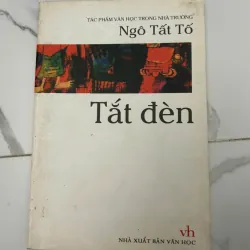 TÁC PHẨM VĂN HỌC TRONG NHÀ TRƯỜNG
Ngô Tất Tố
Tắt đèn
vh
NHÀ XUẤT BẢN VĂN HỌC